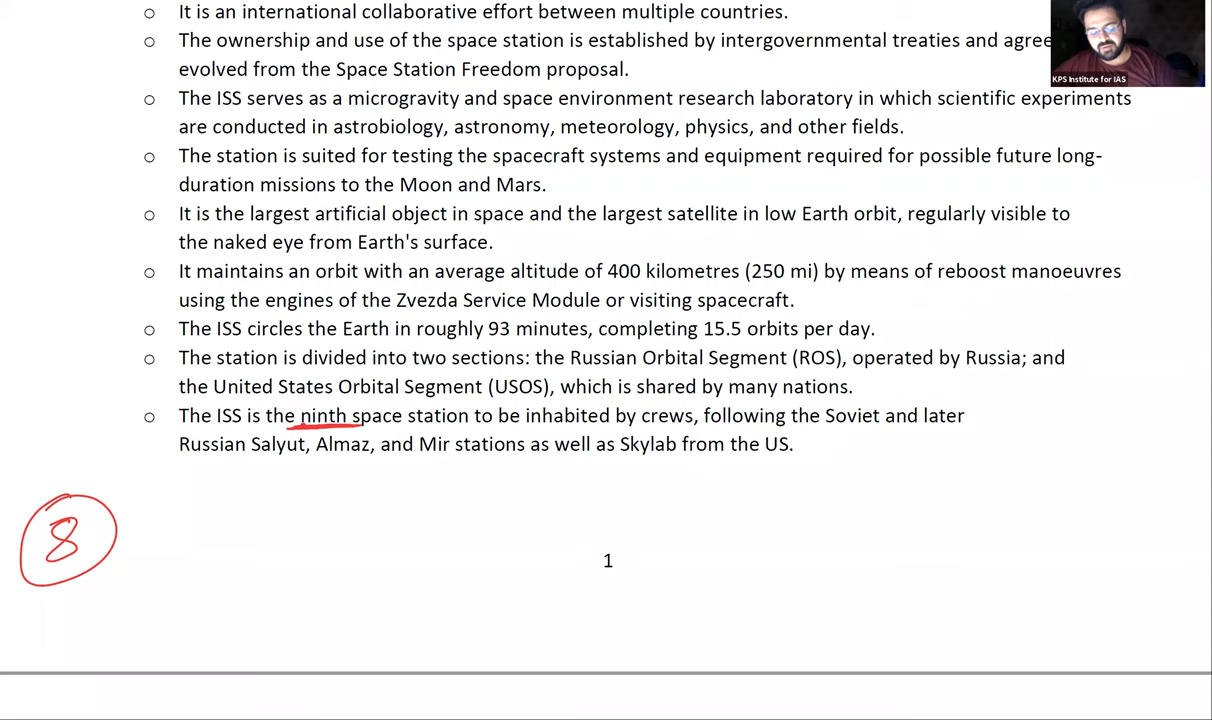 o It is an international collaborative effort between multiple countries.
o The ownership and use of the space station is established by intergovernmental treaties and agree
evolved from the Space Station Freedom proposal.
KPS Institute for IAS
o The ISS serves as a microgravity and space environment research laboratory in which scientific experiments
are conducted in astrobiology, astronomy, meteorology, physics, and other fields.
o The station is suited for testing the spacecraft systems and equipment required for possible future long-
duration missions to the Moon and Mars.
o It is the largest artificial object in space and the largest satellite in low Earth orbit, regularly visible to
the naked eye from Earth's surface.
o It maintains an orbit with an average altitude of 400 kilometres (250 mi) by means of reboost manoeuvres
using the engines of the Zvezda Service Module or visiting spacecraft.
o The ISS circles the Earth in roughly 93 minutes, completing 15.5 orbits per day.
o The station is divided into two sections: the Russian Orbital Segment (ROS), operated by Russia; and
the United States Orbital Segment (USOS), which is shared by many nations.
o The ISS is the ninth space station to be inhabited by crews, following the Soviet and later
Russian Salyut, Almaz, and Mir stations as well as Skylab from the US.
8
1